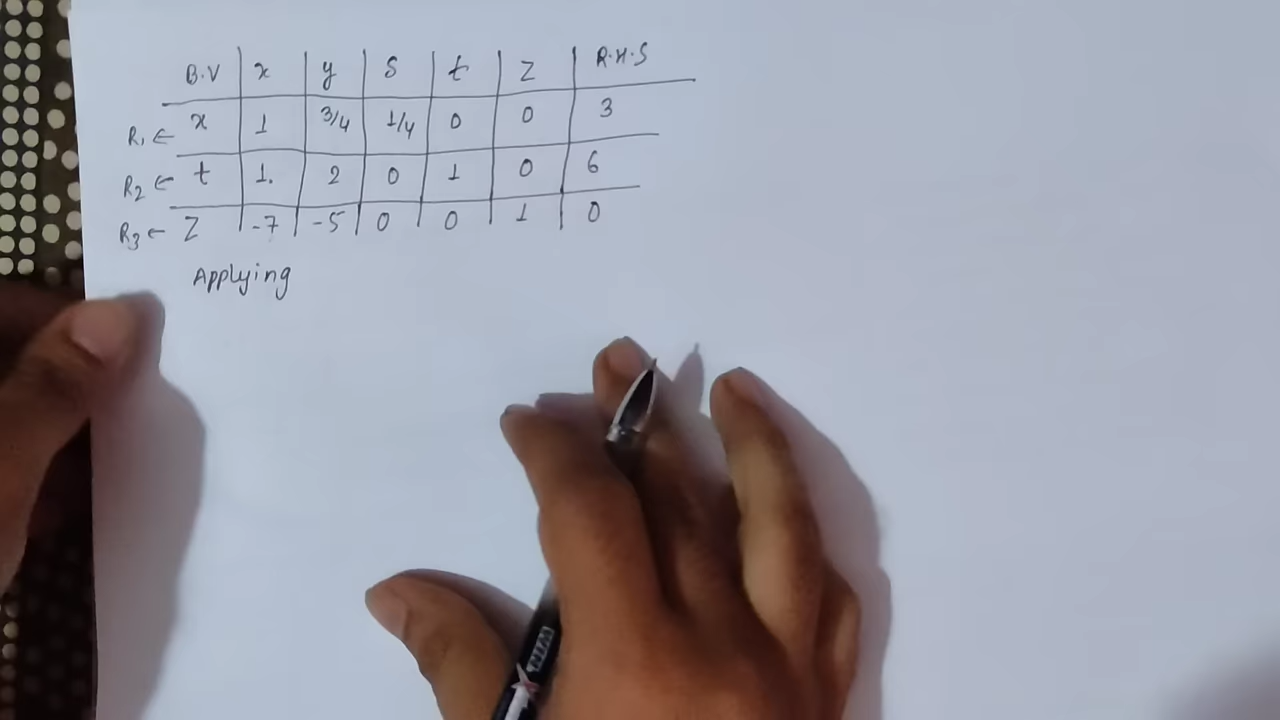 B.V x y S t Z R.H.S
R₁ ← x 1 3/4 1/4 0 0 3
R₂ ← t 1. 2 0 1 0 6
R₃ ← Z -7 -5 0 0 1 0
Applying